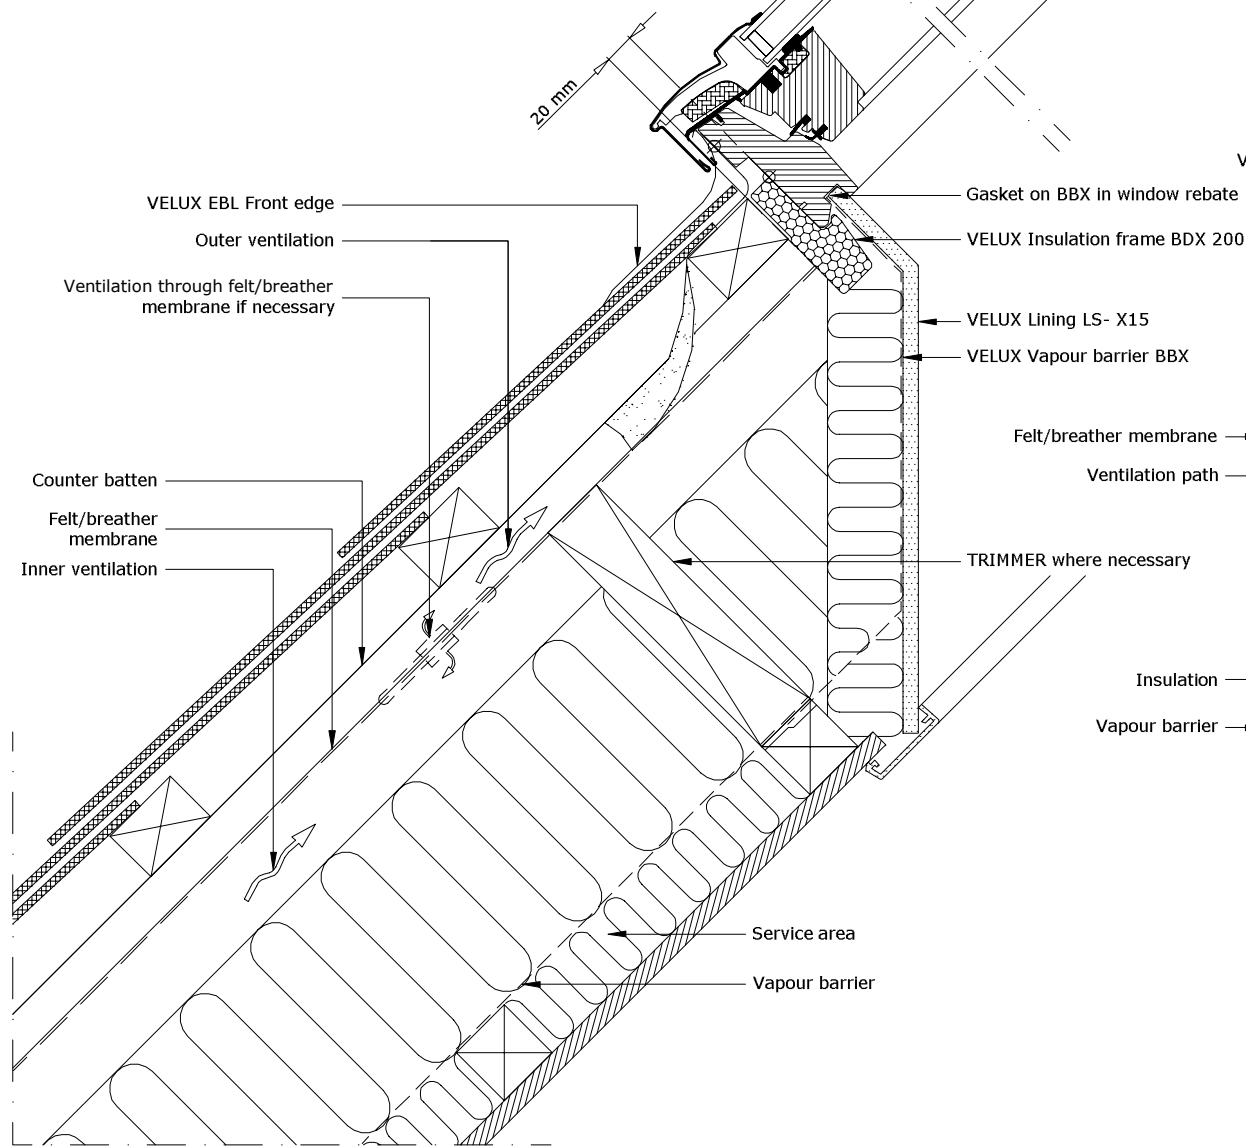 20 mm
V
VELUX EBL Front edge
Outer ventilation
Ventilation through felt/breather
membrane if necessary
Counter batten
Felt/breather
membrane
Inner ventilation
Gasket on BBX in window rebate
VELUX Insulation frame BDX 200
VELUX Lining LS- X15
VELUX Vapour barrier BBX
Felt/breather membrane
Ventilation path
TRIMMER where necessary
Insulation
Vapour barrier
Service area
Vapour barrier